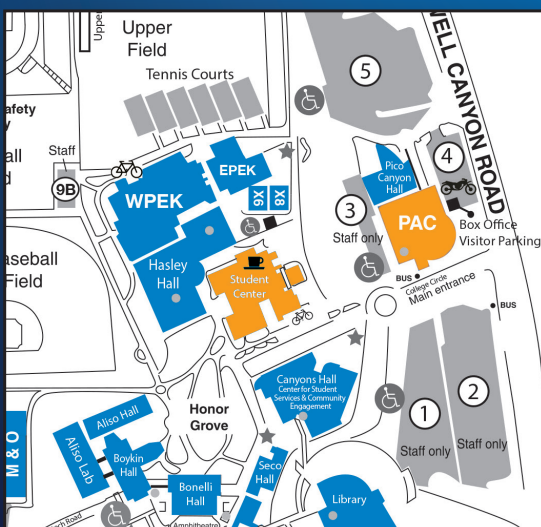 Upper
Field
Upper
Tennis Courts
5
WELL CANYON ROAD
afety
y
all
d
Staff
9B
WPEK
EPEK
X6
X8
Pico
Canyon
Hall
4
3
Staff only
PAC
Box Office
Visitor Parking
aseball
Field
Hasley
Hall
Student
Center
BUS
College Circle
Main entrance
BUS
Canyons Hall
Center for Student
Services & Community
Engagement
1
Staff only
2
Staff only
Honor
Grove
M & O
Aliso Hall
Aliso Lab
Boykin
Hall
Bonelli
Hall
Seco
Hall
Library
Road
Amphitheatre